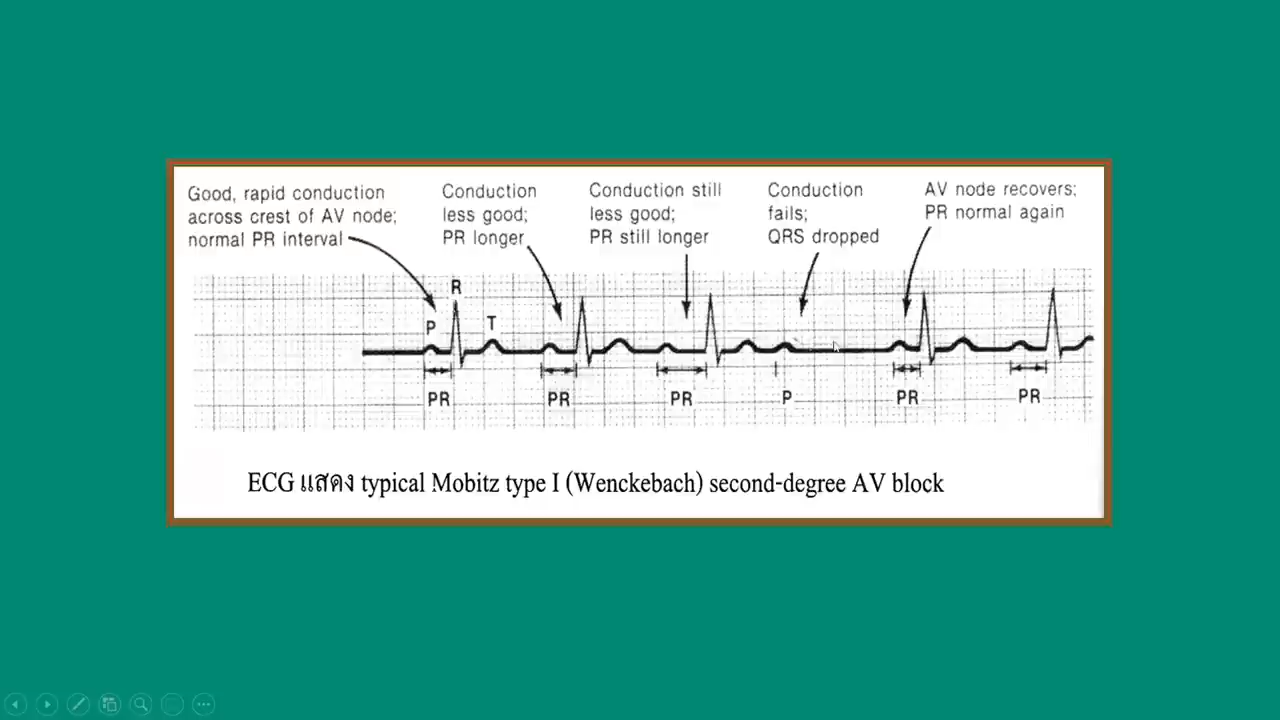 Good, rapid conduction
across crest of AV node;
normal PR interval
Conduction
less good;
PR longer
Conduction still
less good;
PR still longer
Conduction
fails;
QRS dropped
AV node recovers;
PR normal again
R
P
T
PR
PR
PR
P
PR
PR
ECG แสดง typical Mobitz type I (Wenckebach) second-degree AV block